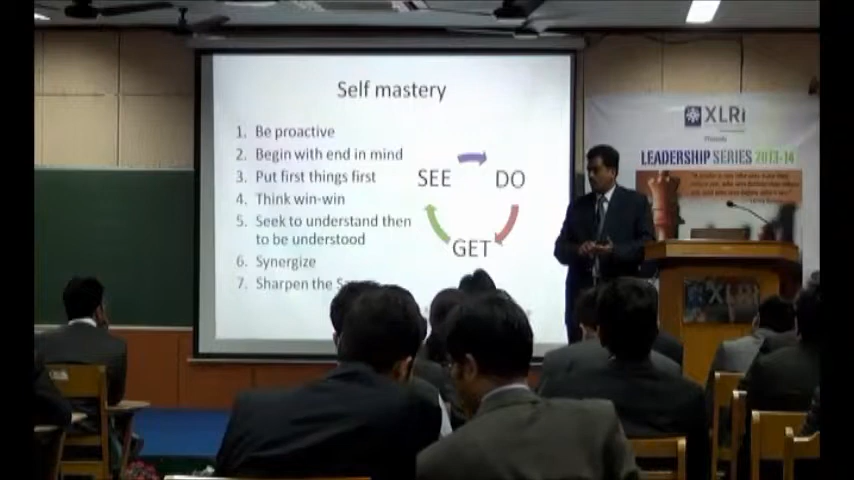 Self mastery
1. Be proactive
2. Begin with end in mind
3. Put first things first
4. Think win-win
5. Seek to understand then
to be understood
6. Synergize
7. Sharpen the
SEE
DO
GET
XLRI
LEADERSHIP SERIES 2013-14
XLRI